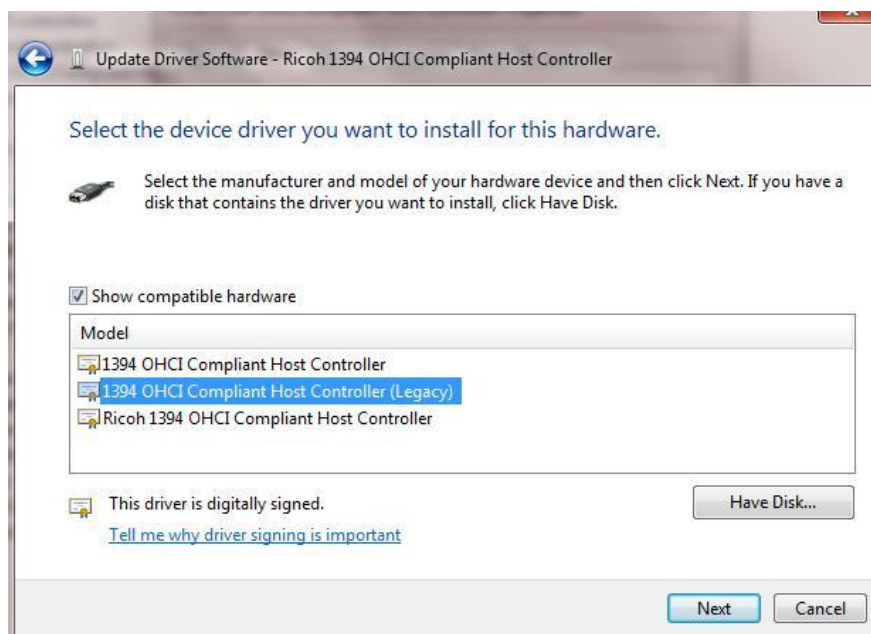 Update Driver Software - Ricoh 1394 OHCI Compliant Host Controller
Select the device driver you want to install for this hardware.
Select the manufacturer and model of your hardware device and then click Next. If you have a
disk that contains the driver you want to install, click Have Disk.
Show compatible hardware
Model
1394 OHCI Compliant Host Controller
1394 OHCI Compliant Host Controller (Legacy)
Ricoh 1394 OHCI Compliant Host Controller
This driver is digitally signed.
Have Disk...
Tell me why driver signing is important
Next
Cancel